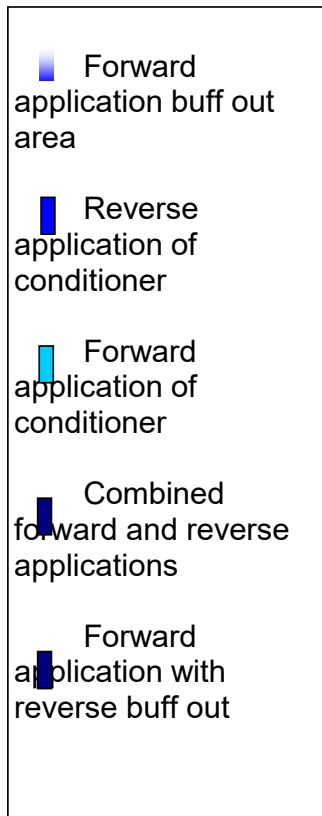 Forward
application buff out
area
Reverse
application of
conditioner
Forward
application of
conditioner
Combined
forward and reverse
applications
Forward
application with
reverse buff out